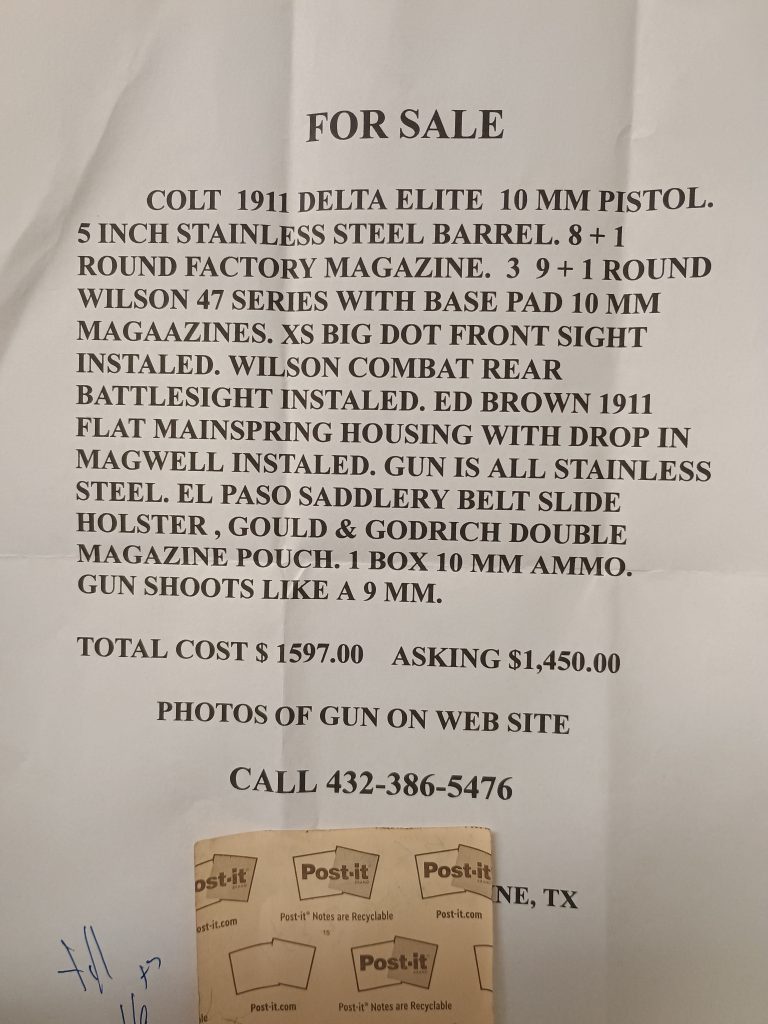 FOR SALE
COLT 1911 DELTA ELITE 10 MM PISTOL.
5 INCH STAINLESS STEEL BARREL. 8 + 1
ROUND FACTORY MAGAZINE. 3 9 + 1 ROUND
WILSON 47 SERIES WITH BASE PAD 10 MM
MAGAAZINES. XS BIG DOT FRONT SIGHT
INSTALED. WILSON COMBAT REAR
BATTLESIGHT INSTALED. ED BROWN 1911
FLAT MAINSPRING HOUSING WITH DROP IN
MAGWELL INSTALED. GUN IS ALL STAINLESS
STEEL. EL PASO SADDLERY BELT SLIDE
HOLSTER , GOULD & GODRICH DOUBLE
MAGAZINE POUCH. 1 BOX 10 MM AMMO.
GUN SHOOTS LIKE A 9 MM.
TOTAL COST $ 1597.00 ASKING $1,450.00
PHOTOS OF GUN ON WEB SITE
CALL 432-386-5476
NE, TX
ost-it Post-it Post-it
ost-it.com Post-it® Notes are Recyclable Post-it.com
15
Post-it
Post-it.com Post-it® Notes are Recyclable